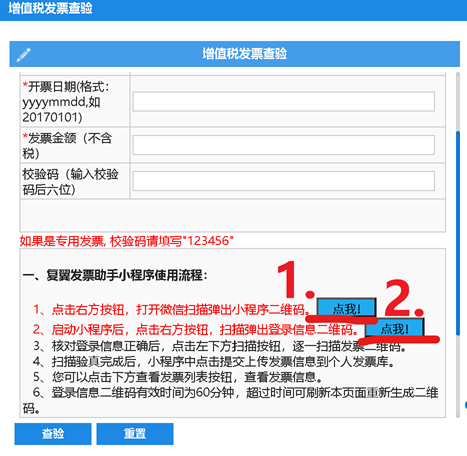 增值税发票查验
增值税发票查验
*开票日期(格式：
yyyymmdd,如
20170101)
*发票金额（不含
税）
校验码（输入校验
码后六位）
如果是专用发票, 校验码请填写"123456"
一、复翼发票助手小程序使用流程：
1.
2.
1、点击右方按钮，打开微信扫描弹出小程序二维码。 点我!
2、启动小程序后，点击右方按钮，扫描弹出登录信息二维码。 点我!
3、核对登录信息正确后，点击左下方扫描按钮，逐一扫描发票二维码。
4、扫描验真完成后，小程序中点击提交上传发票信息到个人发票库。
5、您可以点击下方查看发票列表按钮，查看发票信息。
6、登录信息二维码有效时间为60分钟，超过时间可刷新本页面重新生成二维
码。
查验 重置